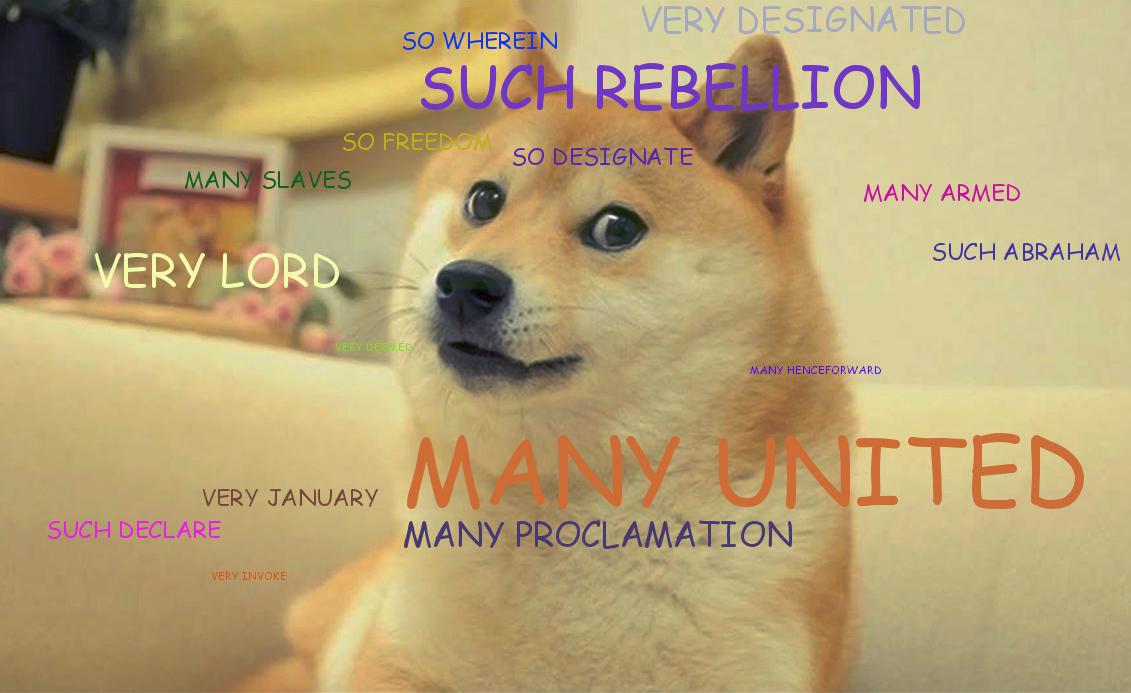 VERY DESIGNATED
SO WHEREIN
SUCH REBELLION
SO FREEDOM
SO DESIGNATE
MANY SLAVES
MANY ARMED
SUCH ABRAHAM
VERY LORD
VERY DEEMED
MANY HENCEFORWARD
MANY UNITED
VERY JANUARY
SUCH DECLARE
MANY PROCLAMATION
VERY INVOKE